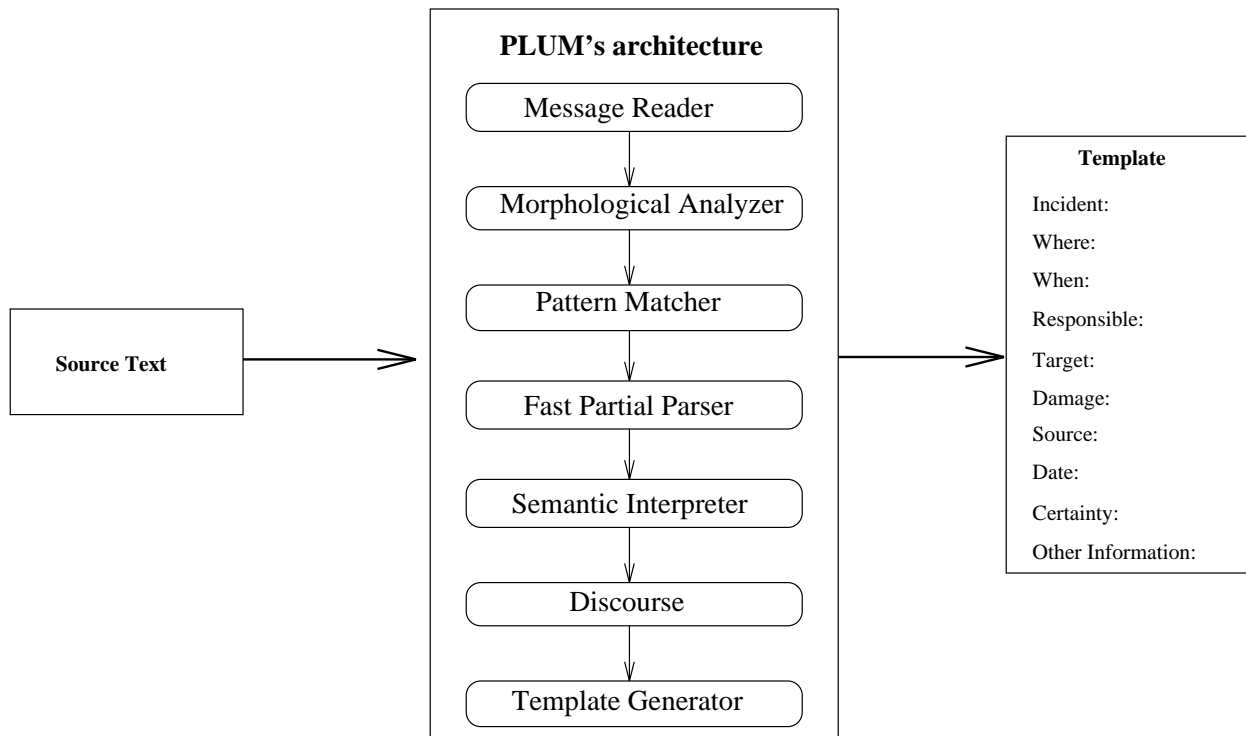 Source Text
PLUM's architecture
Message Reader
Morphological Analyzer
Pattern Matcher
Fast Partial Parser
Semantic Interpreter
Discourse
Template Generator
Template
Incident:
Where:
When:
Responsible:
Target:
Damage:
Source:
Date:
Certainty:
Other Information: